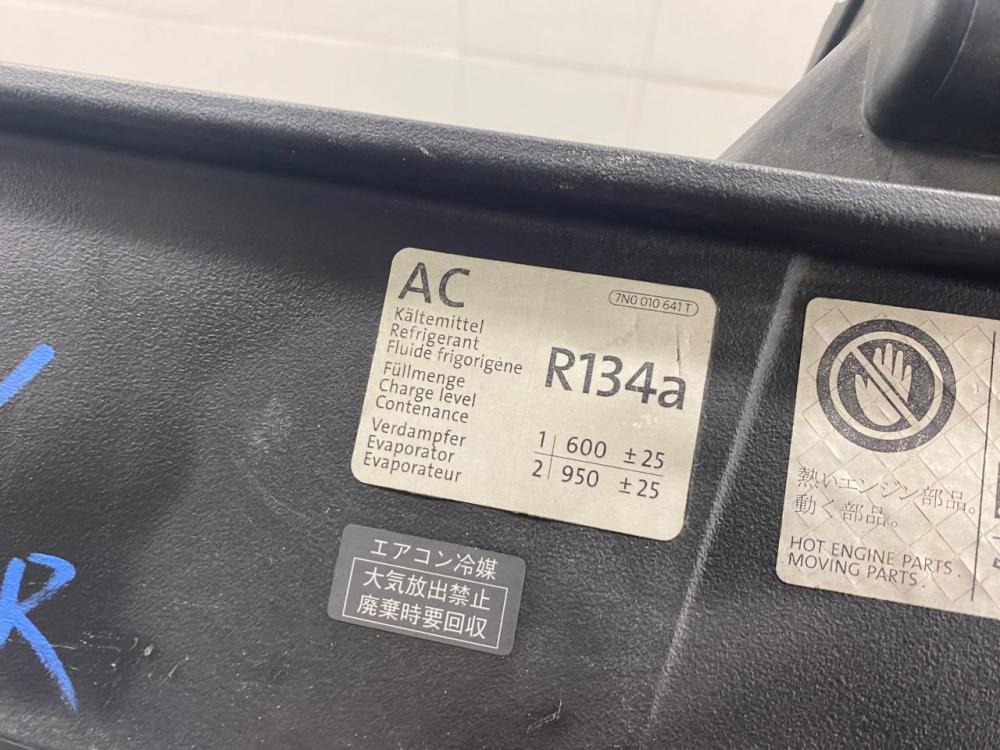 AC
7N0 010 641 T
Kältemittel
Refrigerant
Fluide frigorigène
R134a
Füllmenge
Charge level
Contenance
Verdampfer
Evaporator
Evaporateur
1 600 ±25
2 950 ±25
エアコン冷媒
大気放出禁止
廃棄時要回収
熱いエンジン部品。
動く部品。
HOT ENGINE PARTS.
MOVING PARTS.
R